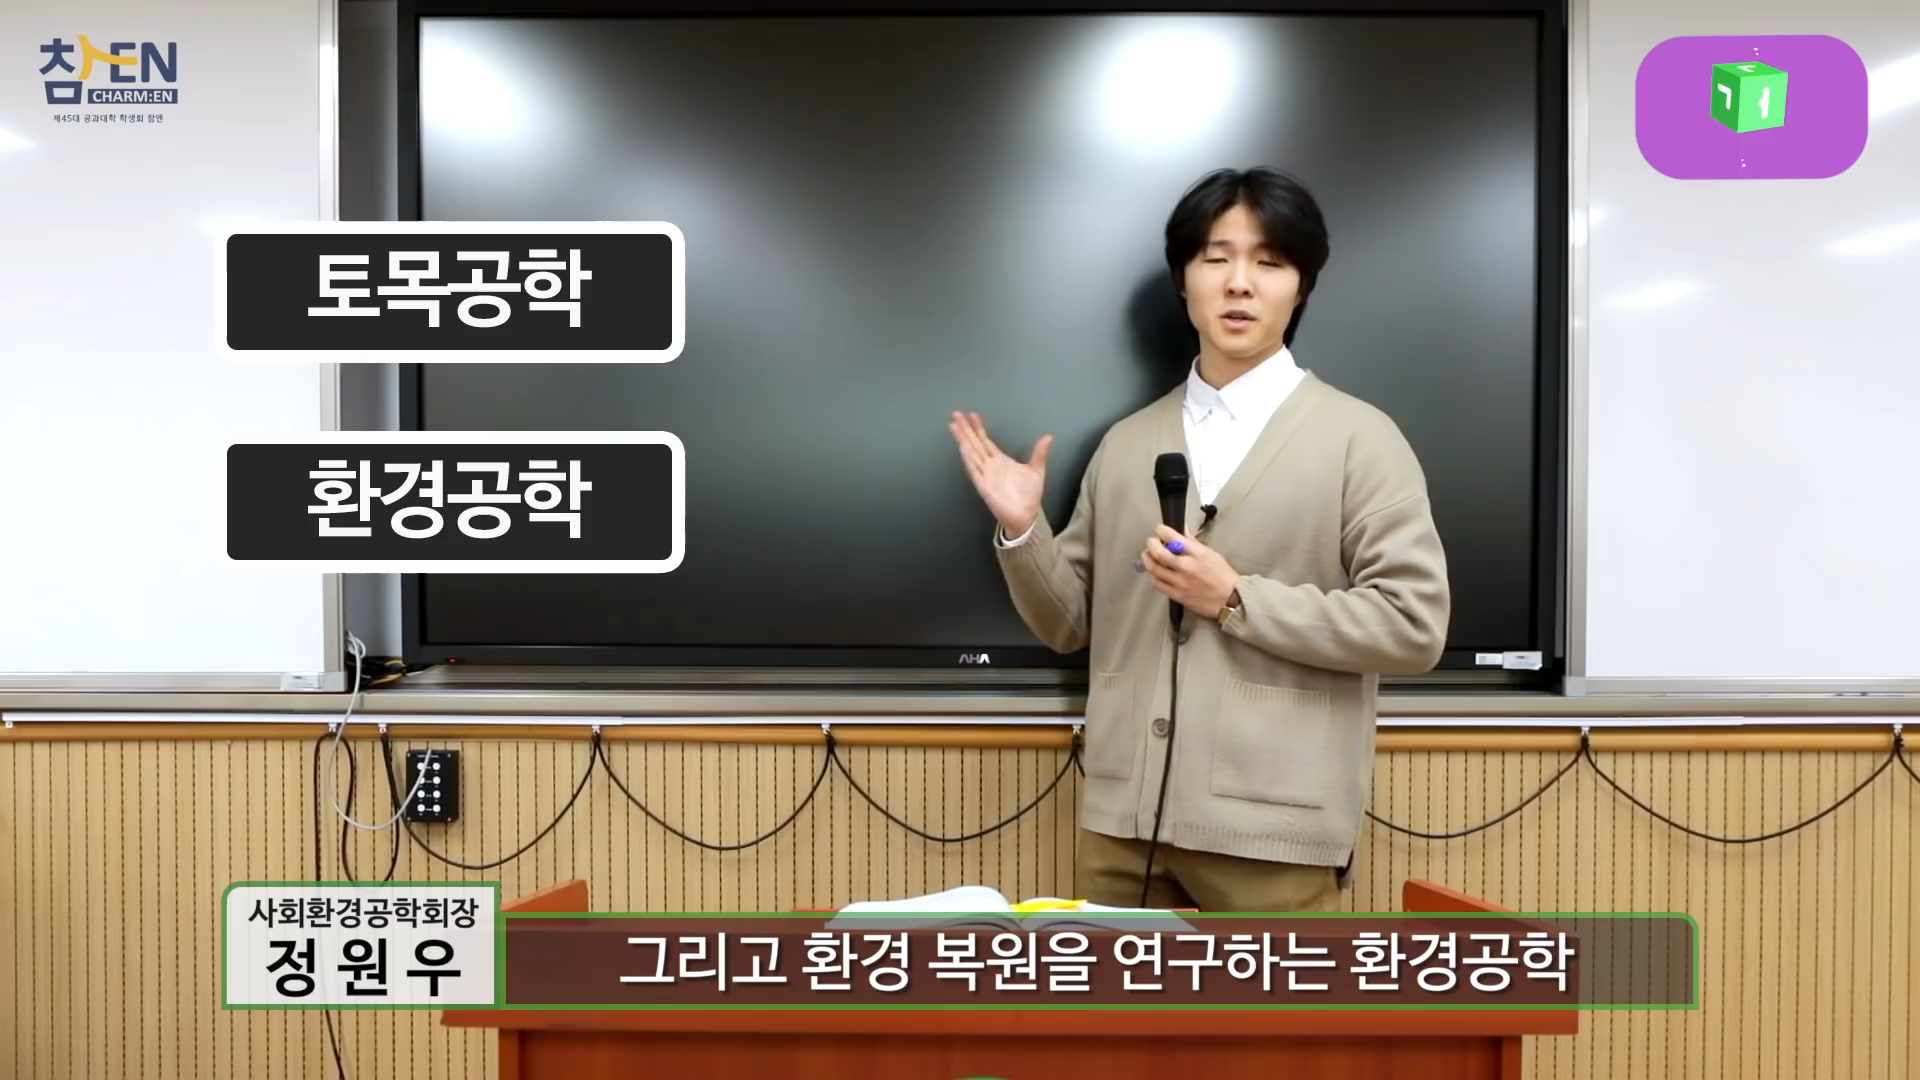 참EN
CHARM:EN
제45대 공과대학 학생회 참엔
토목공학
환경공학
AHA
사회환경공학회장
정원우
그리고 환경 복원을 연구하는 환경공학